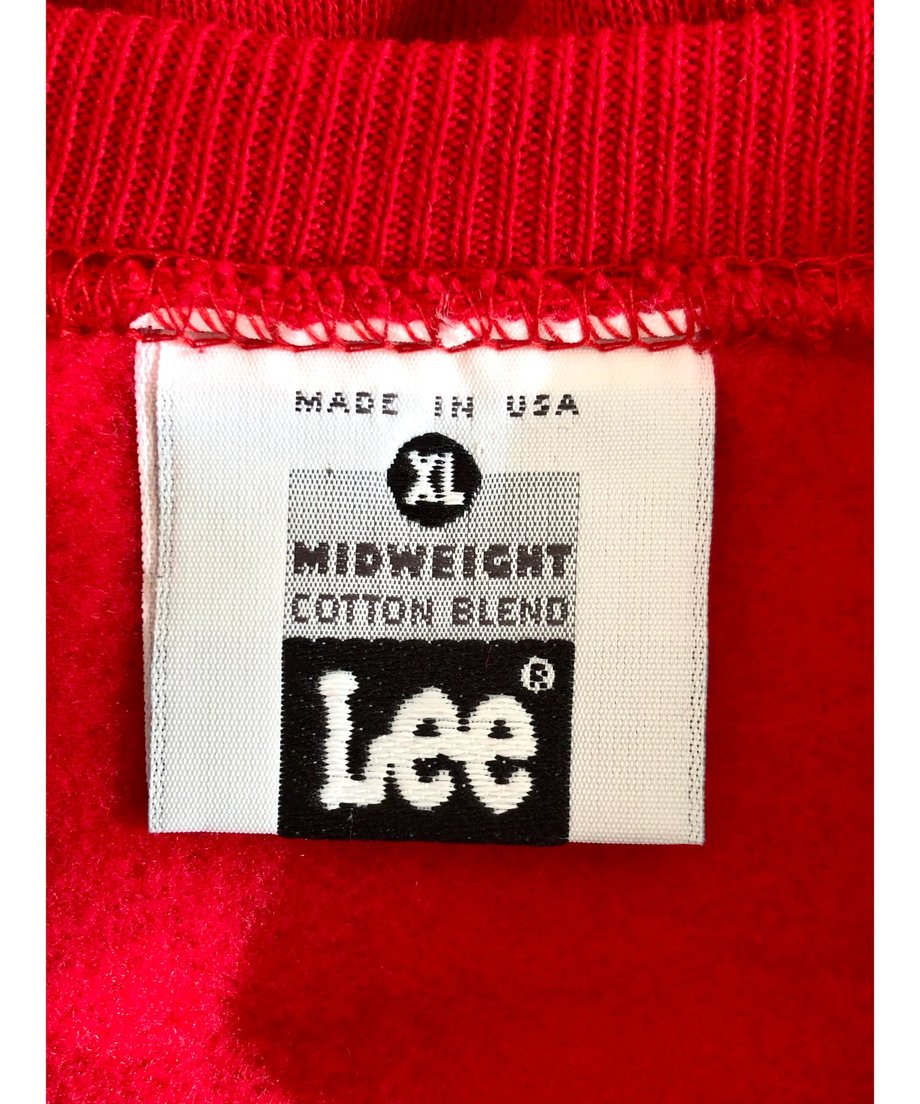 MADE IN USA
XL
MIDWEIGHT
COTTON BLEND
Lee®